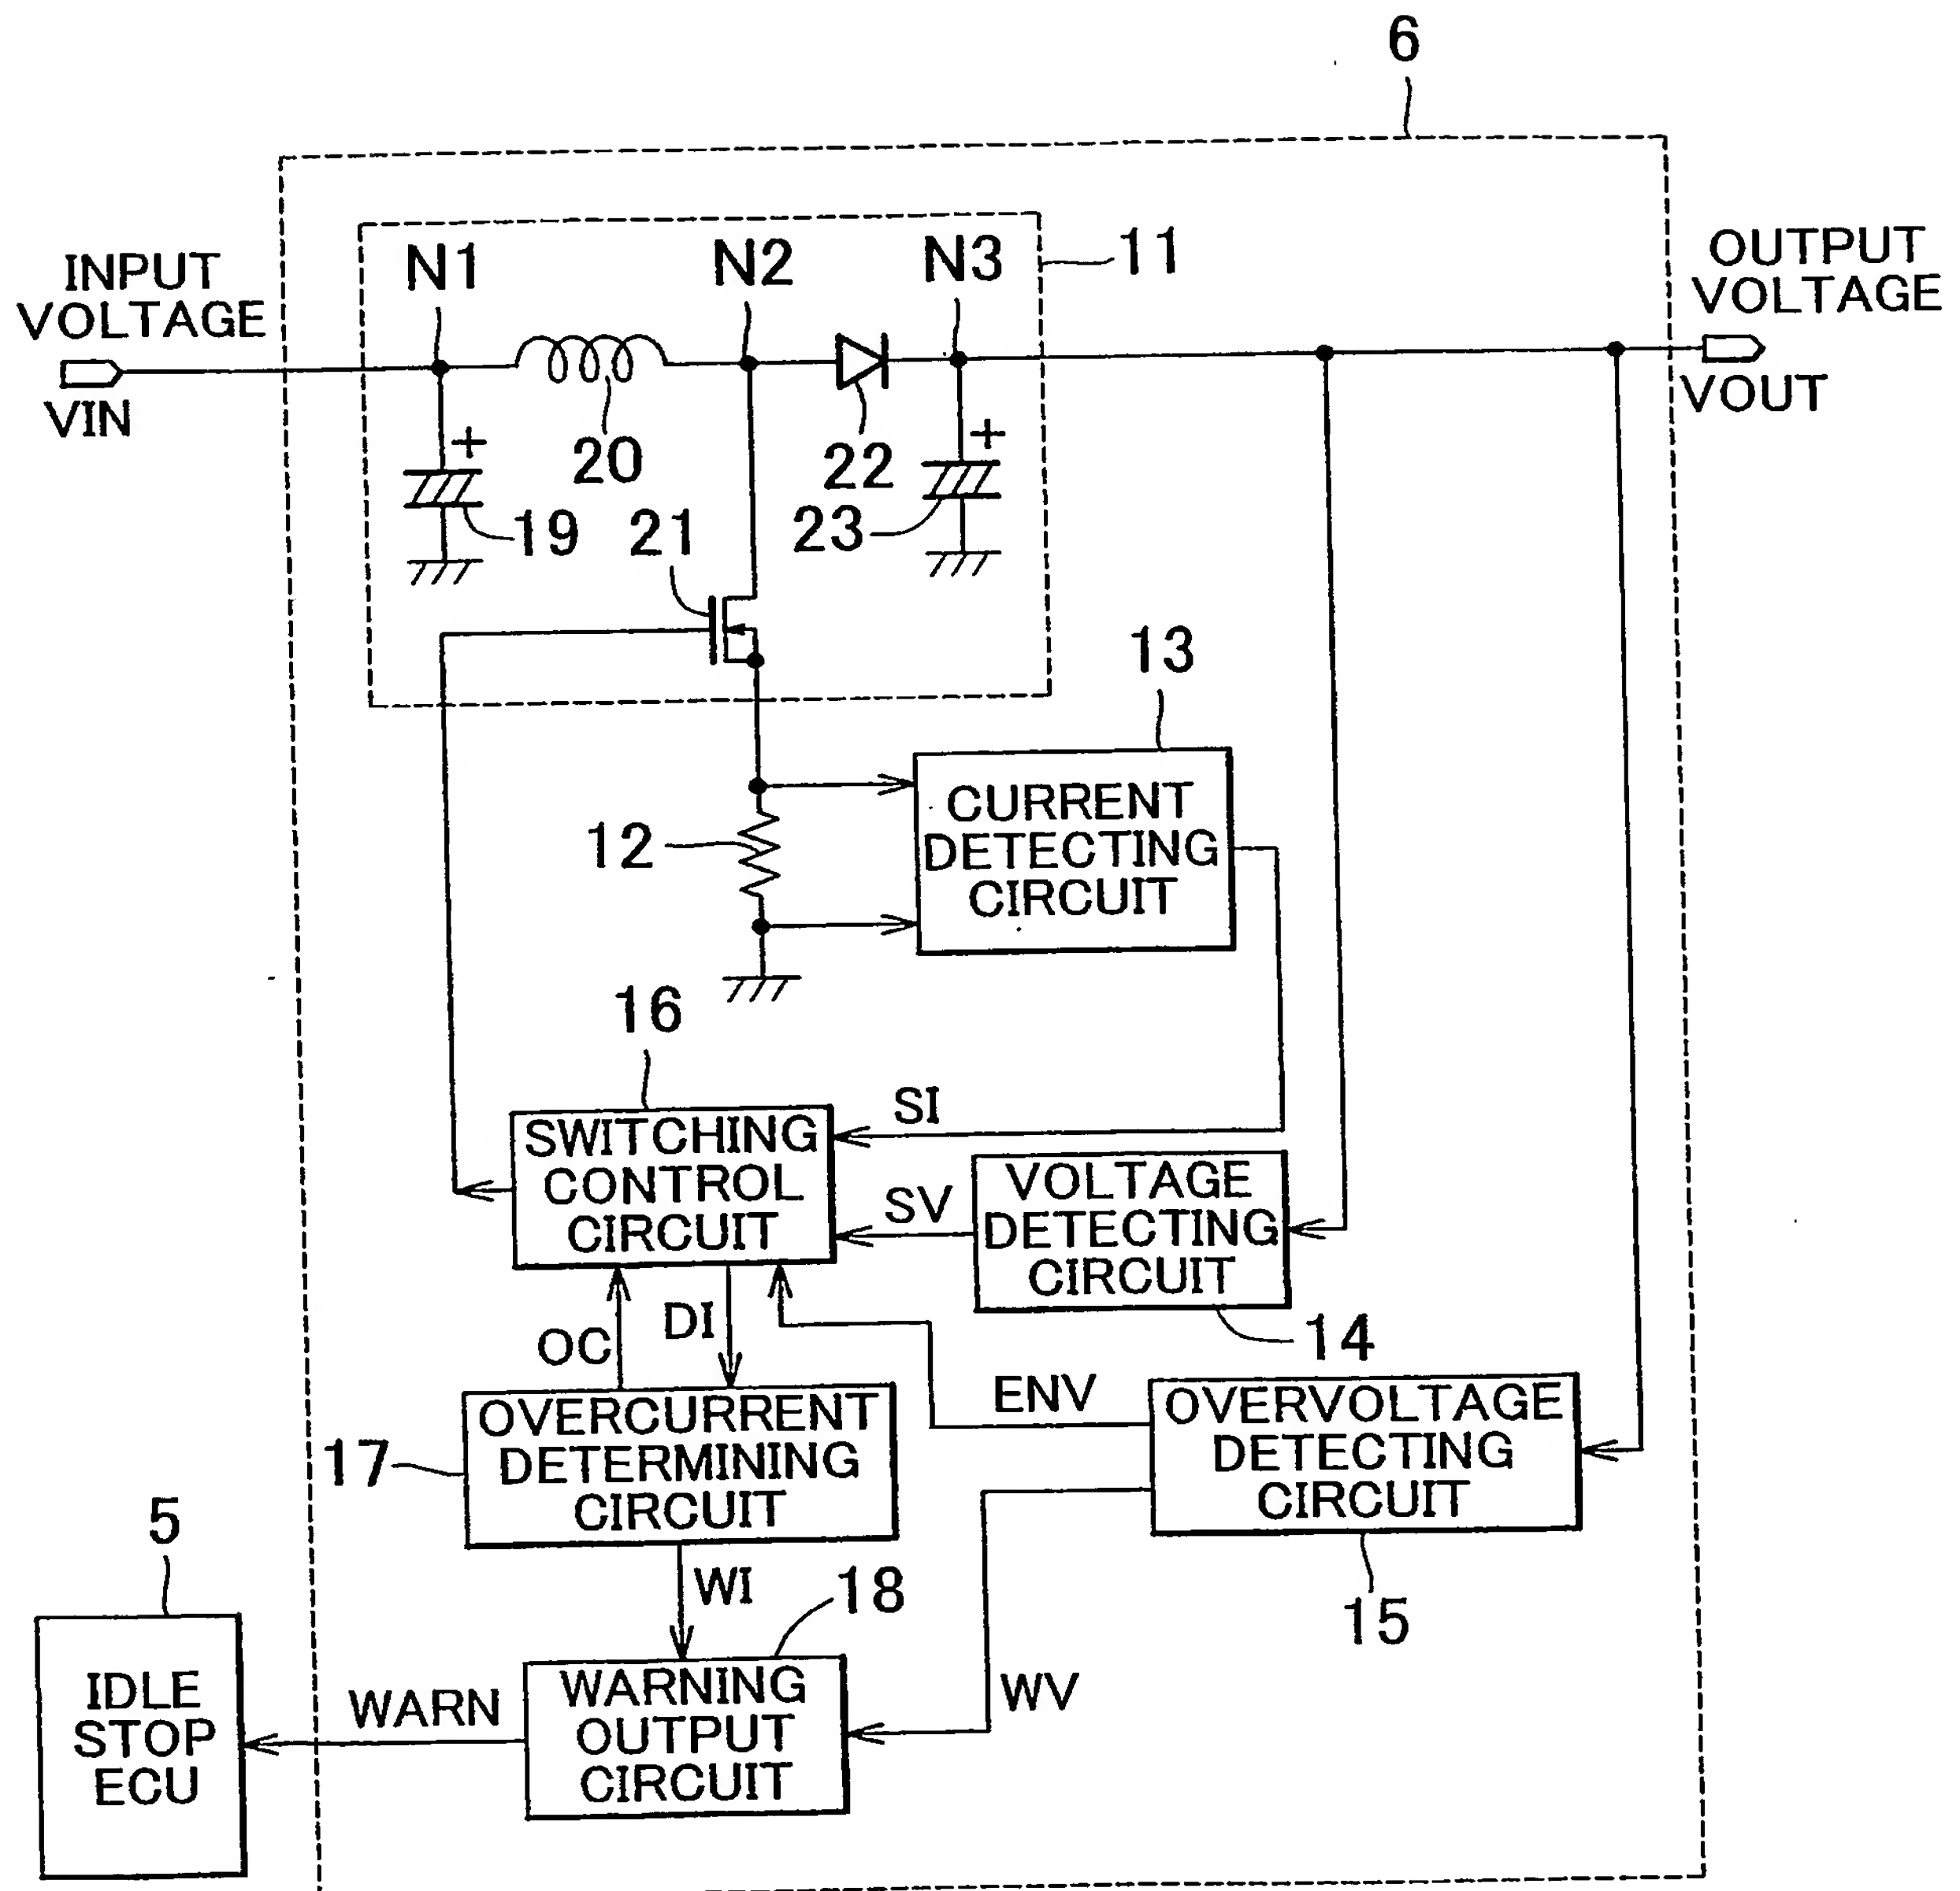 6
INPUT
VOLTAGE
VIN
N1
N2
N3
11
OUTPUT
VOLTAGE
VOUT
20
22
19
21
23
13
CURRENT
DETECTING
CIRCUIT
12
16
SWITCHING
CONTROL
CIRCUIT
SI
SV
VOLTAGE
DETECTING
CIRCUIT
14
OC
DI
ENV
OVERCURRENT
DETERMINING
CIRCUIT
17
OVERVOLTAGE
DETECTING
CIRCUIT
15
5
WI
18
WV
IDLE
STOP
ECU
WARN
WARNING
OUTPUT
CIRCUIT